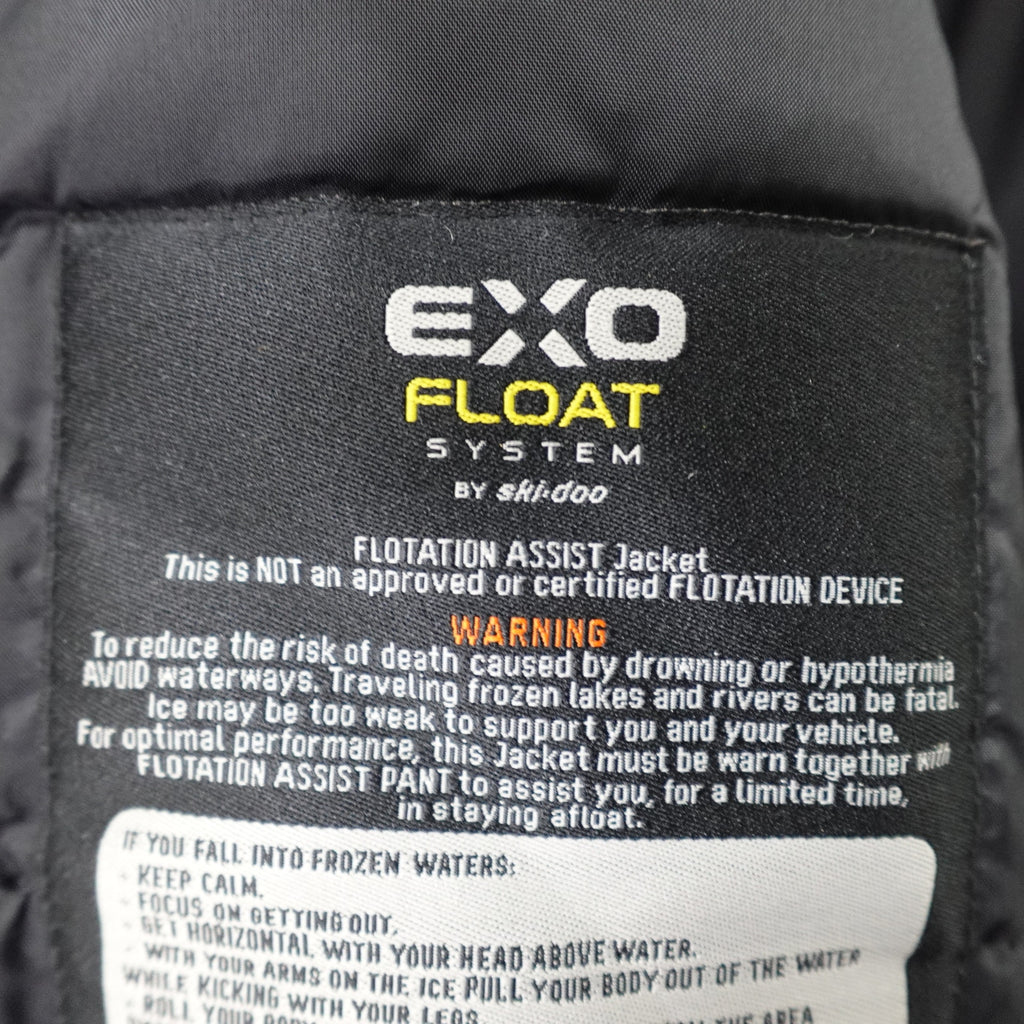 EXO
FLOAT
SYSTEM
BY ski-doo
FLOTATION ASSIST Jacket
This is NOT an approved or certified FLOTATION DEVICE
WARNING
To reduce the risk of death caused by drowning or hypothermia
AVOID waterways. Traveling frozen lakes and rivers can be fatal.
Ice may be too weak to support you and your vehicle.
For optimal performance, this Jacket must be warn together with
FLOTATION ASSIST PANT to assist you, for a limited time,
in staying afloat.
IF YOU FALL INTO FROZEN WATERS:
- KEEP CALM.
- FOCUS ON GETTING OUT.
- GET HORIZONTAL WITH YOUR HEAD ABOVE WATER.
- WITH YOUR ARMS ON THE ICE PULL YOUR BODY OUT OF THE WATER
WHILE KICKING WITH YOUR LEGS.
- ROLL YOUR BODY THE AREA